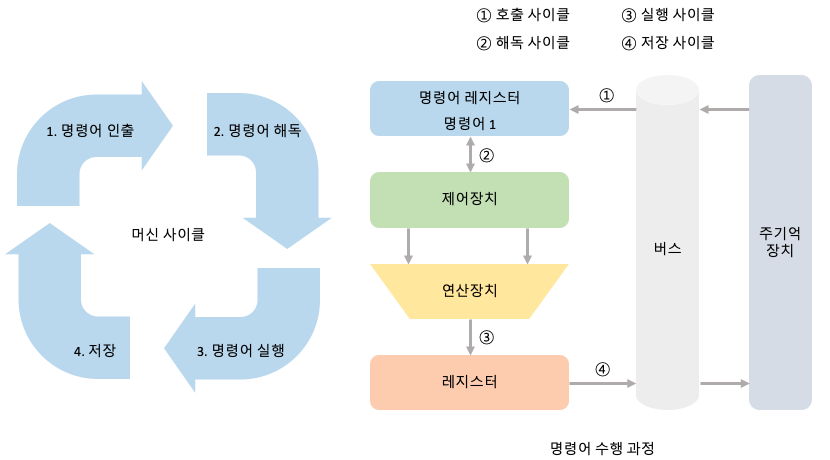 ① 호출 사이클
③ 실행 사이클
② 해독 사이클
④ 저장 사이클
1. 명령어 인출
2. 명령어 해독
머신 사이클
4. 저장
3. 명령어 실행
명령어 레지스터
명령어 1
①
②
제어장치
연산장치
③
레지스터
④
버스
주기억
장치
명령어 수행 과정